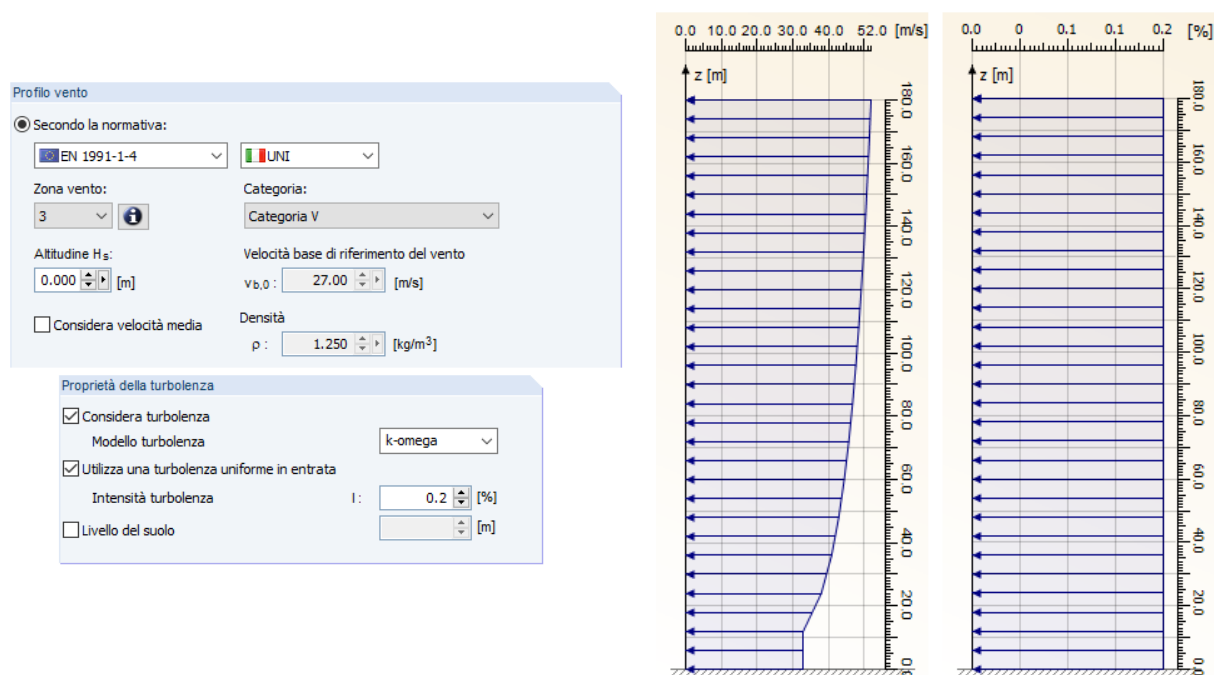 Profilo vento
Secondo la normativa:
EN 1991-1-4
UNI
Zona vento:
Categoria:
3
Categoria V
Altitudine Hs:
Velocità base di riferimento del vento
0.000 [m]
vb,0 : 27.00 [m/s]
Considera velocità media
Densità
ρ : 1.250 [kg/m³]
Proprietà della turbolenza
Considera turbolenza
Modello turbolenza
k-omega
Utilizza una turbolenza uniforme in entrata
Intensità turbolenza I: 0.2 [%]
Livello del suolo [m]
0.0 10.0 20.0 30.0 40.0 52.0 [m/s]
z [m]
180.0
160.0
140.0
120.0
100.0
80.0
60.0
40.0
20.0
0.0
0.0 0 0.1 0.1 0.2 [%]
z [m]
180.0
160.0
140.0
120.0
100.0
80.0
60.0
40.0
20.0
0.0